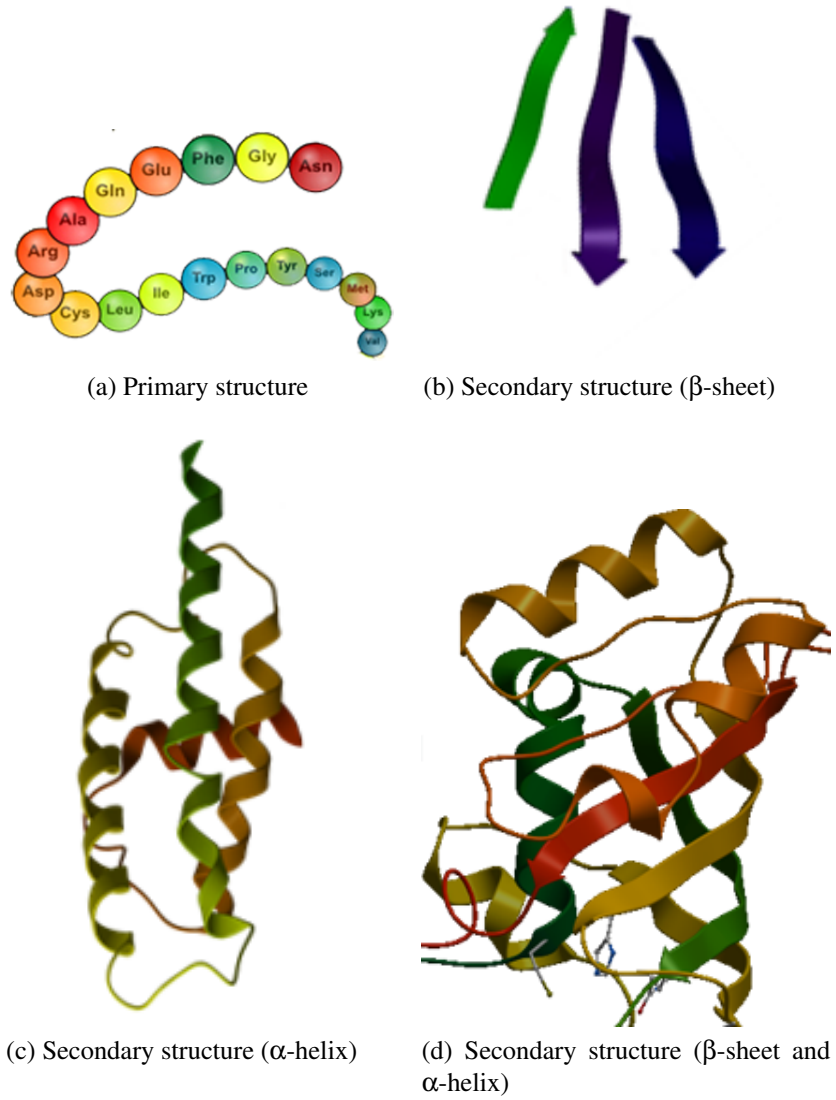 Asn
Gly
Phe
Glu
Gln
Ala
Arg
Asp
Cys
Leu
Ile
Trp
Pro
Tyr
Ser
Met
Lys
Val
(a) Primary structure
(b) Secondary structure (β-sheet)
(c) Secondary structure (α-helix)
(d) Secondary structure (β-sheet and
α-helix)